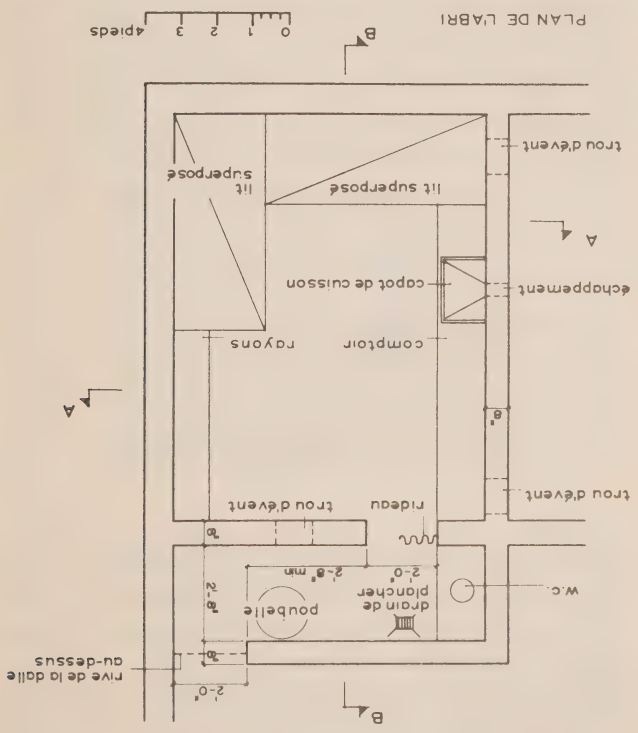 PLAN DE L'ABRI
0 1 2 3 4pieds
B
trou d'évent
lit superposé
lit
superposé
A
échappement
capot de cuisson
comptoir
rayons
A
8"
trou d'évent
rideau
trou d'évent
8"
2'-0"
2'-8" min
2'-8"
W.C.
drain de
plancher
poubelle
8"
rive de la dalle
au-dessus
2'-0"
B